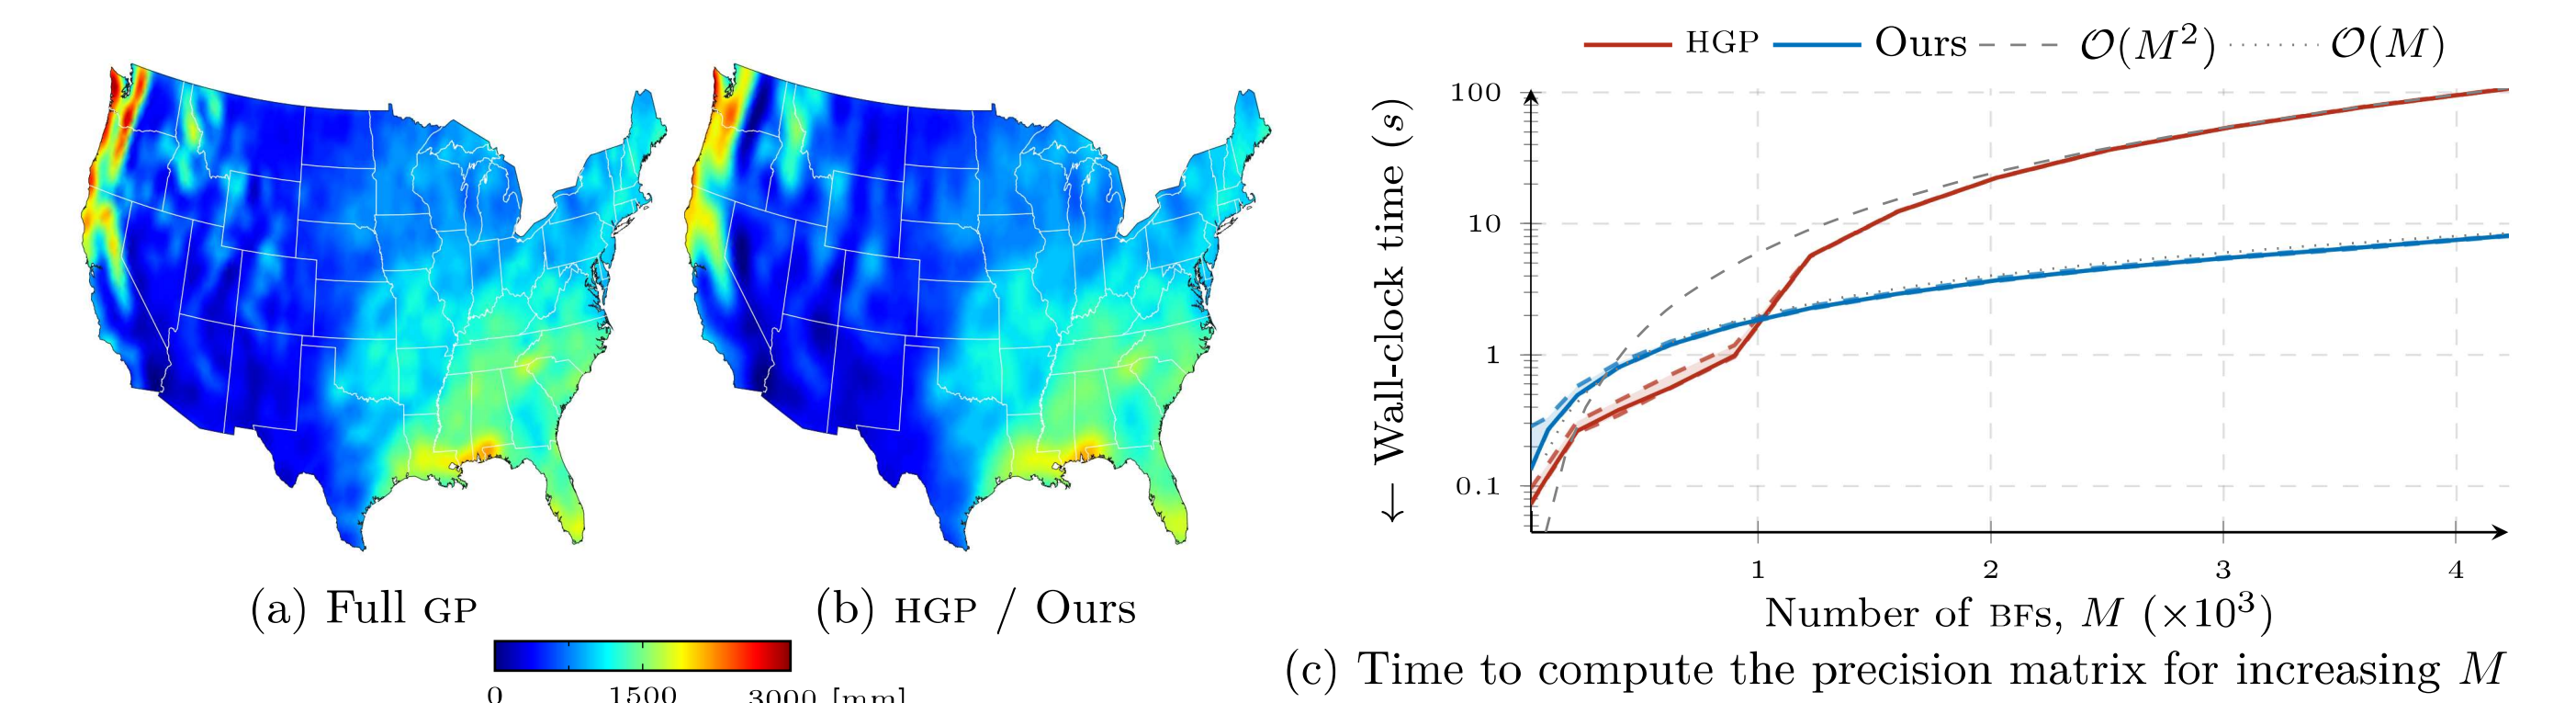 HGP Ours O(M²) O(M)
← Wall-clock time (s)
100
10
1
0.1
1 2 3 4
Number of BFs, M (×10³)
(a) Full GP
(b) HGP / Ours
0 1500 3000 [mm]
(c) Time to compute the precision matrix for increasing M